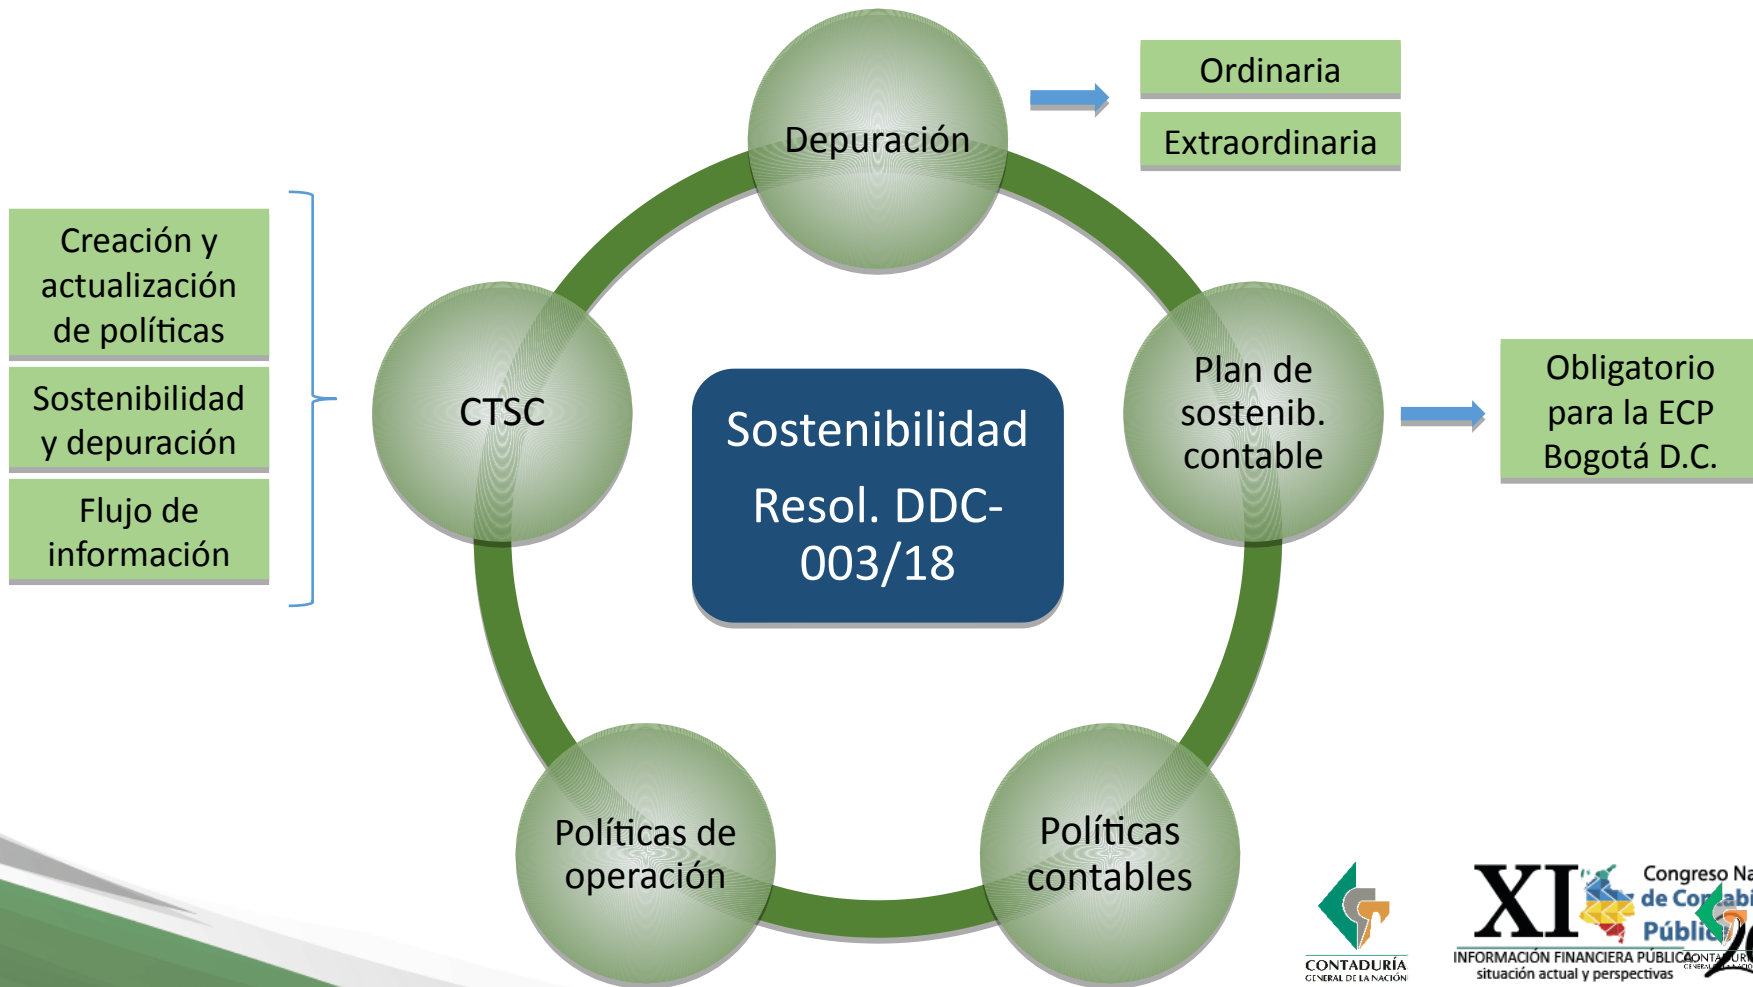 Ordinaria
Extraordinaria
Depuración
Creación y
actualización
de políticas
Sostenibilidad
y depuración
Flujo de
información
CTSC
Sostenibilidad
Resol. DDC-
003/18
Plan de
sostenib.
contable
Obligatorio
para la ECP
Bogotá D.C.
Políticas de
operación
Políticas
contables
CONTADURÍA
GENERAL DE LA NACIÓN
XI
Congreso Na
de
INFORMACIÓN FINANCIERA PÚBLICA
situación actual y perspectivas